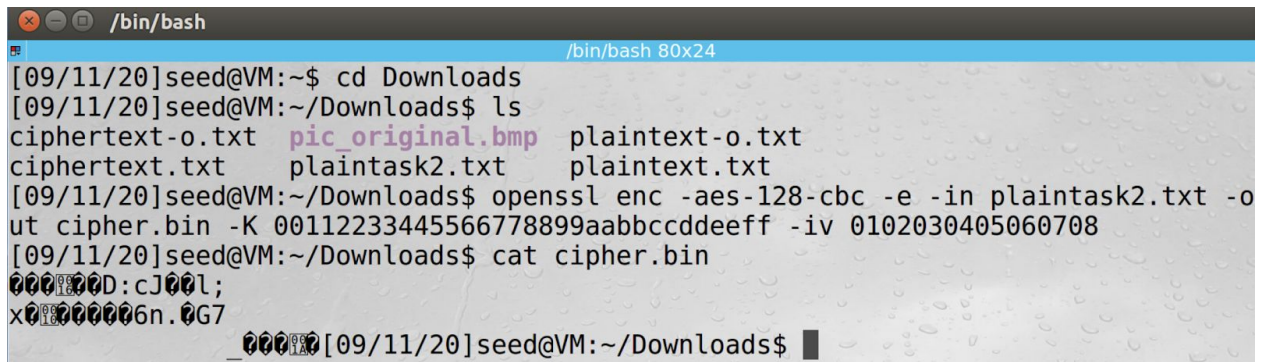 /bin/bash
/bin/bash 80x24
[09/11/20]seed@VM:~$ cd Downloads
[09/11/20]seed@VM:~/Downloads$ ls
ciphertext-o.txt pic_original.bmp plaintext-o.txt
ciphertext.txt plaintask2.txt plaintext.txt
[09/11/20]seed@VM:~/Downloads$ openssl enc -aes-128-cbc -e -in plaintask2.txt -o
ut cipher.bin -K 00112233445566778899aabbccddeeff -iv 0102030405060708
[09/11/20]seed@VM:~/Downloads$ cat cipher.bin
���␖��D:cJ��l;
x�␐�����6n.�G7
_���␚�[09/11/20]seed@VM:~/Downloads$